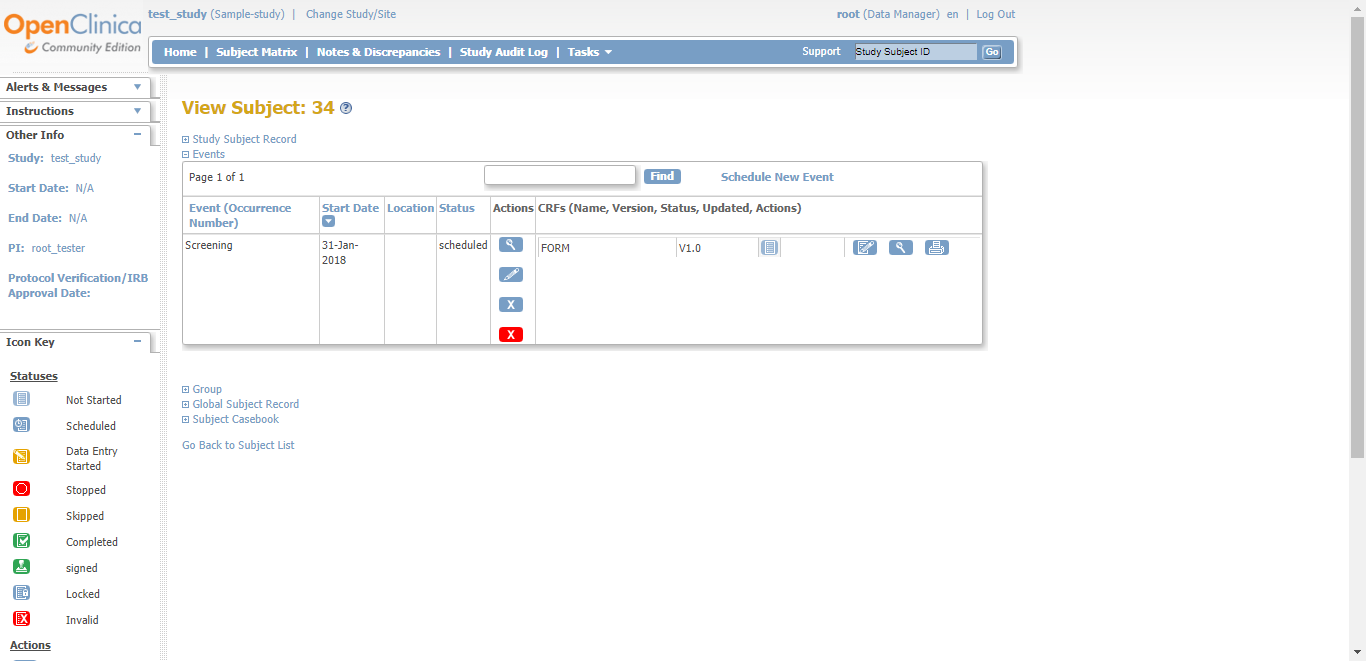 OpenClinica
Community Edition
test_study (Sample-study) | Change Study/Site
root (Data Manager) en | Log Out
Home | Subject Matrix | Notes & Discrepancies | Study Audit Log | Tasks
Support Study Subject ID Go
Alerts & Messages
Instructions
Other Info
Study: test_study
Start Date: N/A
End Date: N/A
PI: root_tester
Protocol Verification/IRB
Approval Date:
Icon Key
Statuses
Not Started
Scheduled
Data Entry
Started
Stopped
Skipped
Completed
signed
Locked
Invalid
Actions
View Subject: 34
Study Subject Record
Events
Page 1 of 1 Find Schedule New Event
Event (Occurrence
Number)
Start Date
Location
Status
Actions
CRFs (Name, Version, Status, Updated, Actions)
Screening
31-Jan-
2018
scheduled
X
X
FORM
V1.0
Group
Global Subject Record
Subject Casebook
Go Back to Subject List